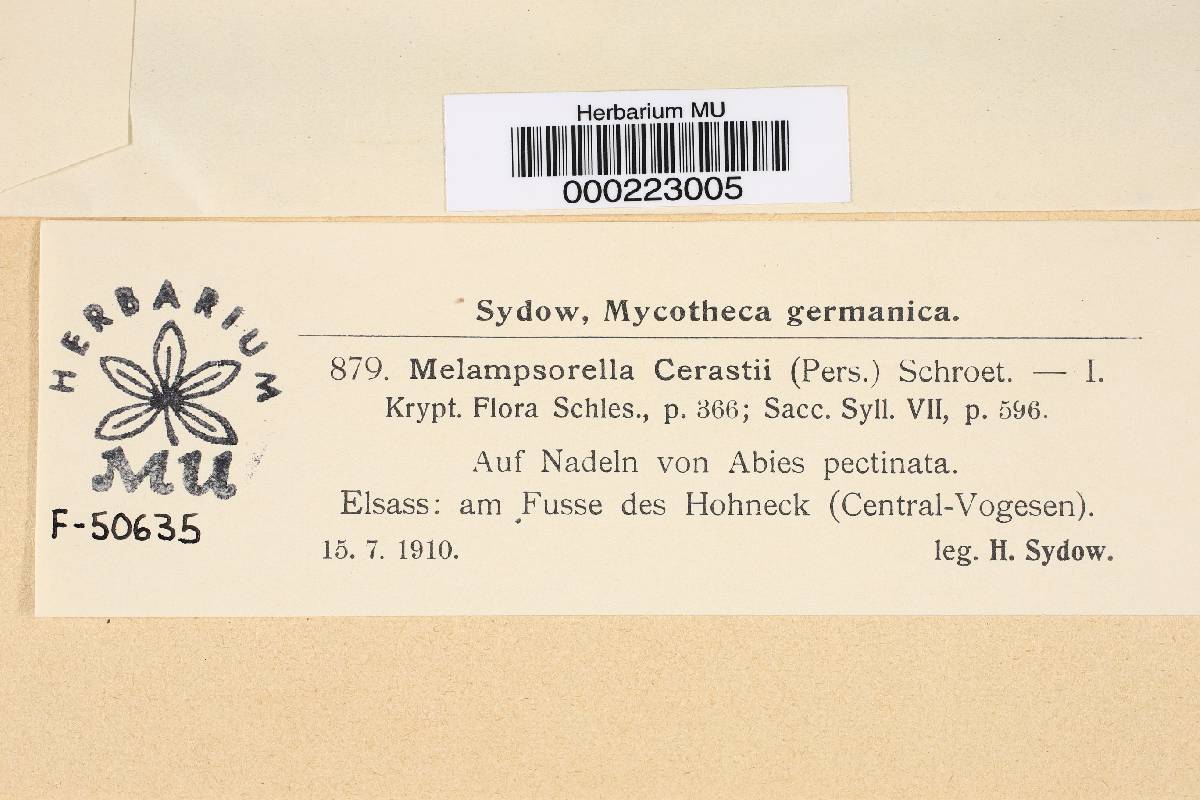 Herbarium MU
000223005
HERBARIUM
MU
F-50635
Sydow, Mycotheca germanica.
879. Melampsorella Cerastii (Pers.) Schroet. — I.
Krypt. Flora Schles., p. 366; Sacc. Syll. VII, p. 596.
Auf Nadeln von Abies pectinata.
Elsass: am Fusse des Hohneck (Central-Vogesen).
15. 7. 1910. leg. H. Sydow.